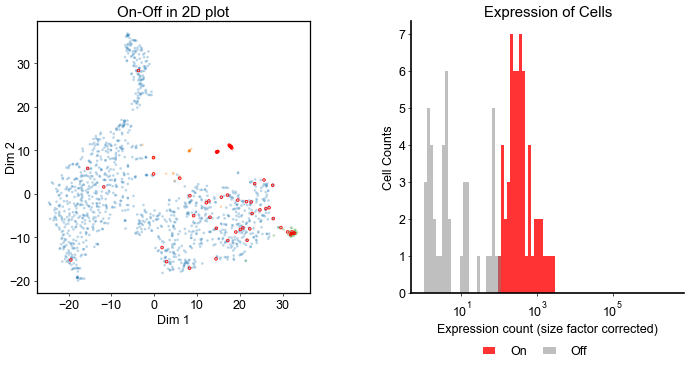 On-Off in 2D plot
Expression of Cells
Dim 2
30
20
10
0
−10
−20
−20 −10 0 10 20 30
Dim 1
Cell Counts
7
6
5
4
3
2
1
0
10^1 10^3 10^5
Expression count (size factor corrected)
On Off